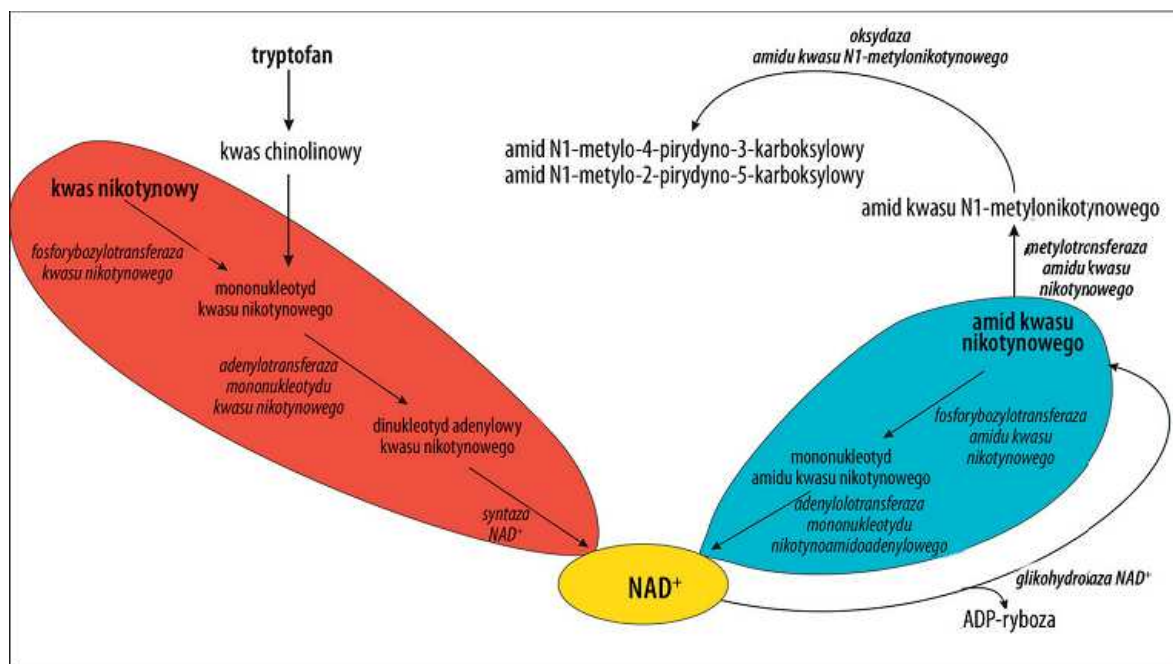 tryptofan
kwas chinolinowy
kwas nikotynowy
fosforybozylotransferaza
kwasu nikotynowego
mononukleotyd
kwasu nikotynowego
adenylotransferaza
mononukleotydu
kwasu nikotynowego
dinukleotyd adenylowy
kwasu nikotynowego
syntaza
NAD⁺
NAD⁺
oksydaza
amidu kwasu N1-metylonikotynowego
amid N1-metylo-4-pirydyno-3-karboksylowy
amid N1-metylo-2-pirydyno-5-karboksylowy
amid kwasu N1-metylonikotynowego
metylotransferaza
amidu kwasu
nikotynowego
amid kwasu
nikotynowego
fosforybozylotransferaza
amidu kwasu
nikotynowego
mononukleotyd
amidu kwasu nikotynowego
adenylolotransferaza
mononukleotydu
nikotynoamidoadenylowego
glikohydrolaza NAD⁺
ADP-ryboza